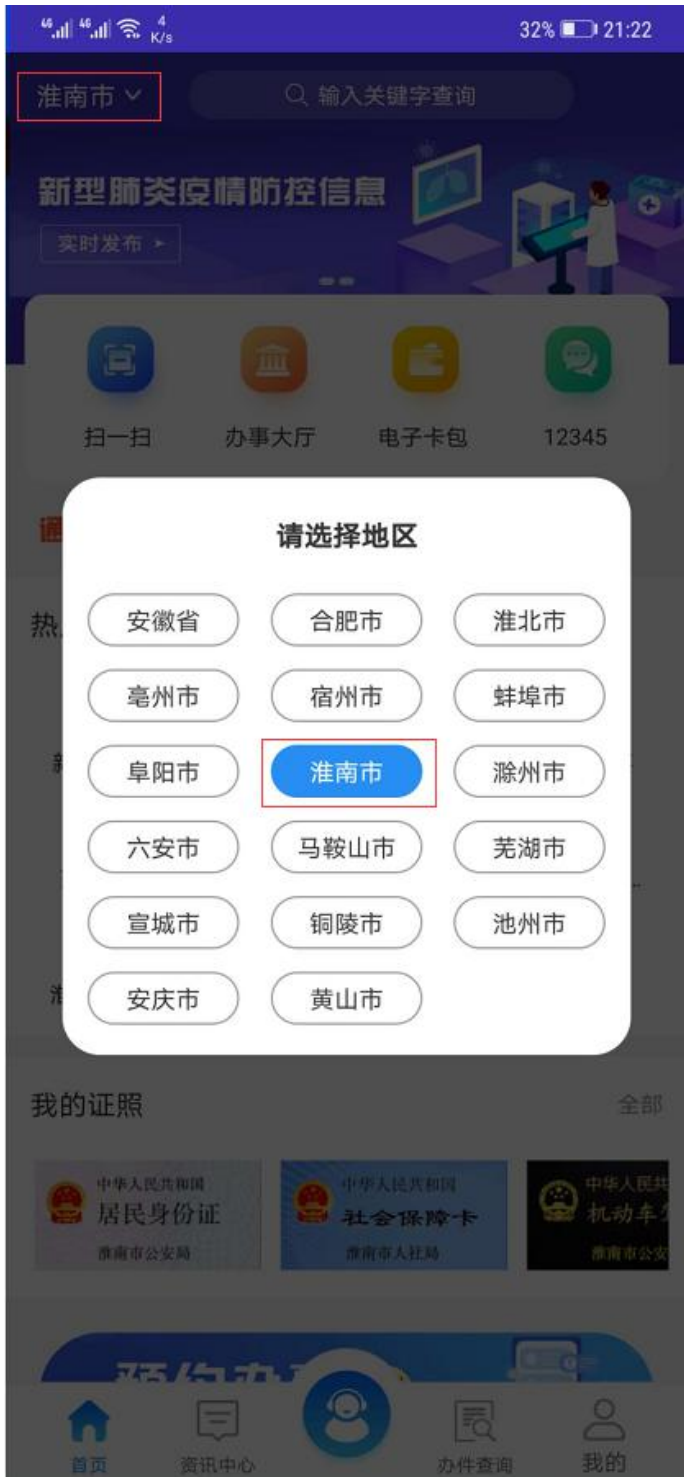 46 46 4 K/s 32% 21:22
淮南市 输入关键字查询
新型肺炎疫情防控信息
实时发布
扫一扫 办事大厅 电子卡包 12345
通
请选择地区
热
安徽省 合肥市 淮北市
亳州市 宿州市 蚌埠市
阜阳市 淮南市 滁州市
六安市 马鞍山市 芜湖市
宣城市 铜陵市 池州市
安庆市 黄山市
我的证照 全部
中华人民共和国 中华人民共和国 中华人民共
居民身份证 社会保障卡 机动车
淮南市公安局 淮南市人社局 淮南市公安
首页 资讯中心 办件查询 我的